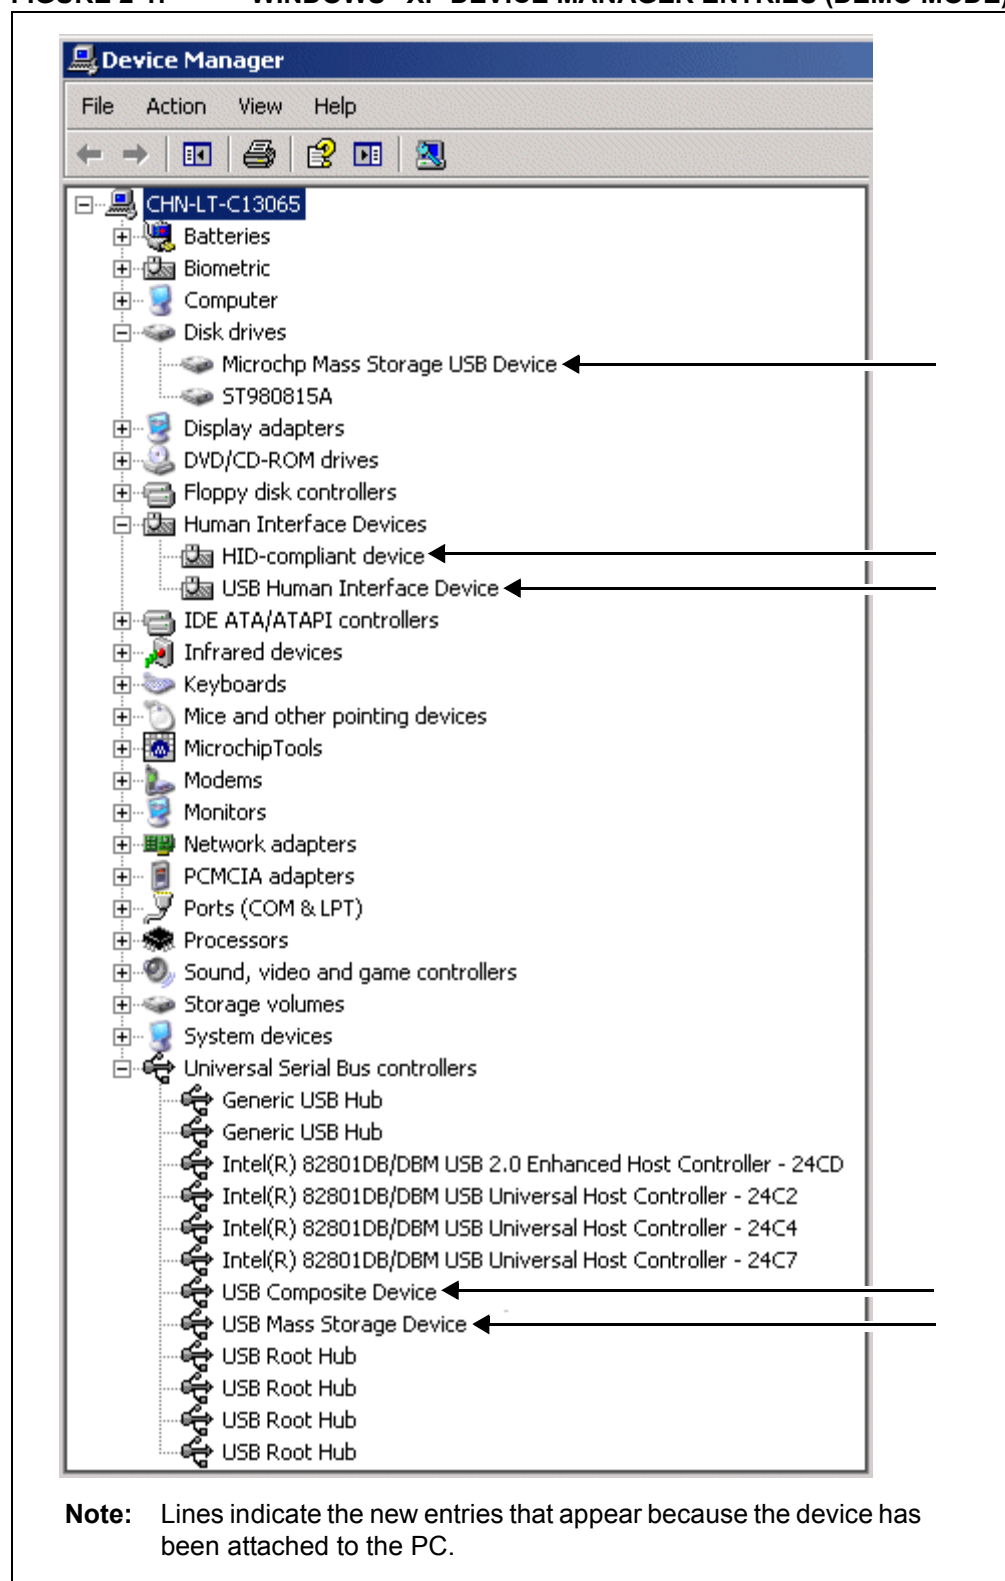 WINDOWS® XP DEVICE MANAGER ENTRIES (DEMO MODE)
Device Manager
File Action View Help
CHN-LT-C13065
Batteries
Biometric
Computer
Disk drives
Microchp Mass Storage USB Device
ST980815A
Display adapters
DVD/CD-ROM drives
Floppy disk controllers
Human Interface Devices
HID-compliant device
USB Human Interface Device
IDE ATA/ATAPI controllers
Infrared devices
Keyboards
Mice and other pointing devices
MicrochipTools
Modems
Monitors
Network adapters
PCMCIA adapters
Ports (COM & LPT)
Processors
Sound, video and game controllers
Storage volumes
System devices
Universal Serial Bus controllers
Generic USB Hub
Generic USB Hub
Intel(R) 82801DB/DBM USB 2.0 Enhanced Host Controller - 24CD
Intel(R) 82801DB/DBM USB Universal Host Controller - 24C2
Intel(R) 82801DB/DBM USB Universal Host Controller - 24C4
Intel(R) 82801DB/DBM USB Universal Host Controller - 24C7
USB Composite Device
USB Mass Storage Device
USB Root Hub
USB Root Hub
USB Root Hub
USB Root Hub
Note: Lines indicate the new entries that appear because the device has
been attached to the PC.